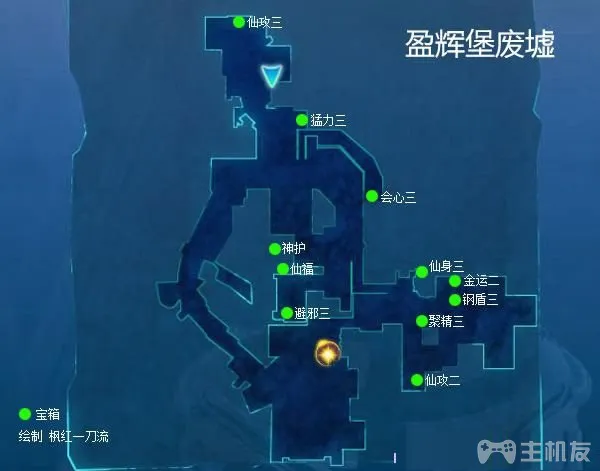 仙攻三
盈辉堡废墟
猛力三
会心三
神护
仙福
仙身三
金运二
钢盾三
避邪三
聚精三
仙攻二
宝箱
绘制 枫红一刀流
主机友